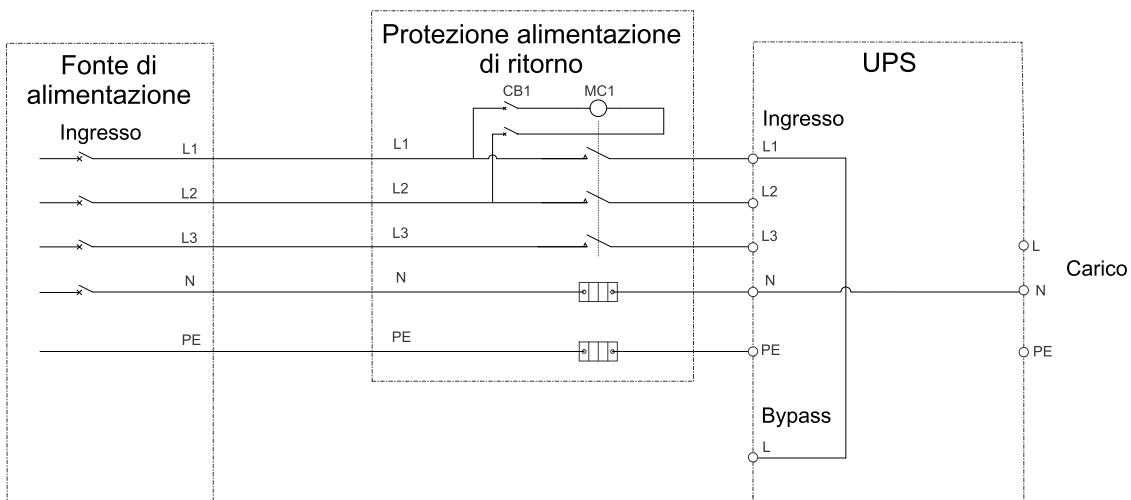 Fonte di
alimentazione
Ingresso
L1
L2
L3
N
PE
Protezione alimentazione
di ritorno
CB1 MC1
L1
L2
L3
N
PE
UPS
Ingresso
L1
L2
L3
N
PE
Bypass
L
L
N
PE
Carico